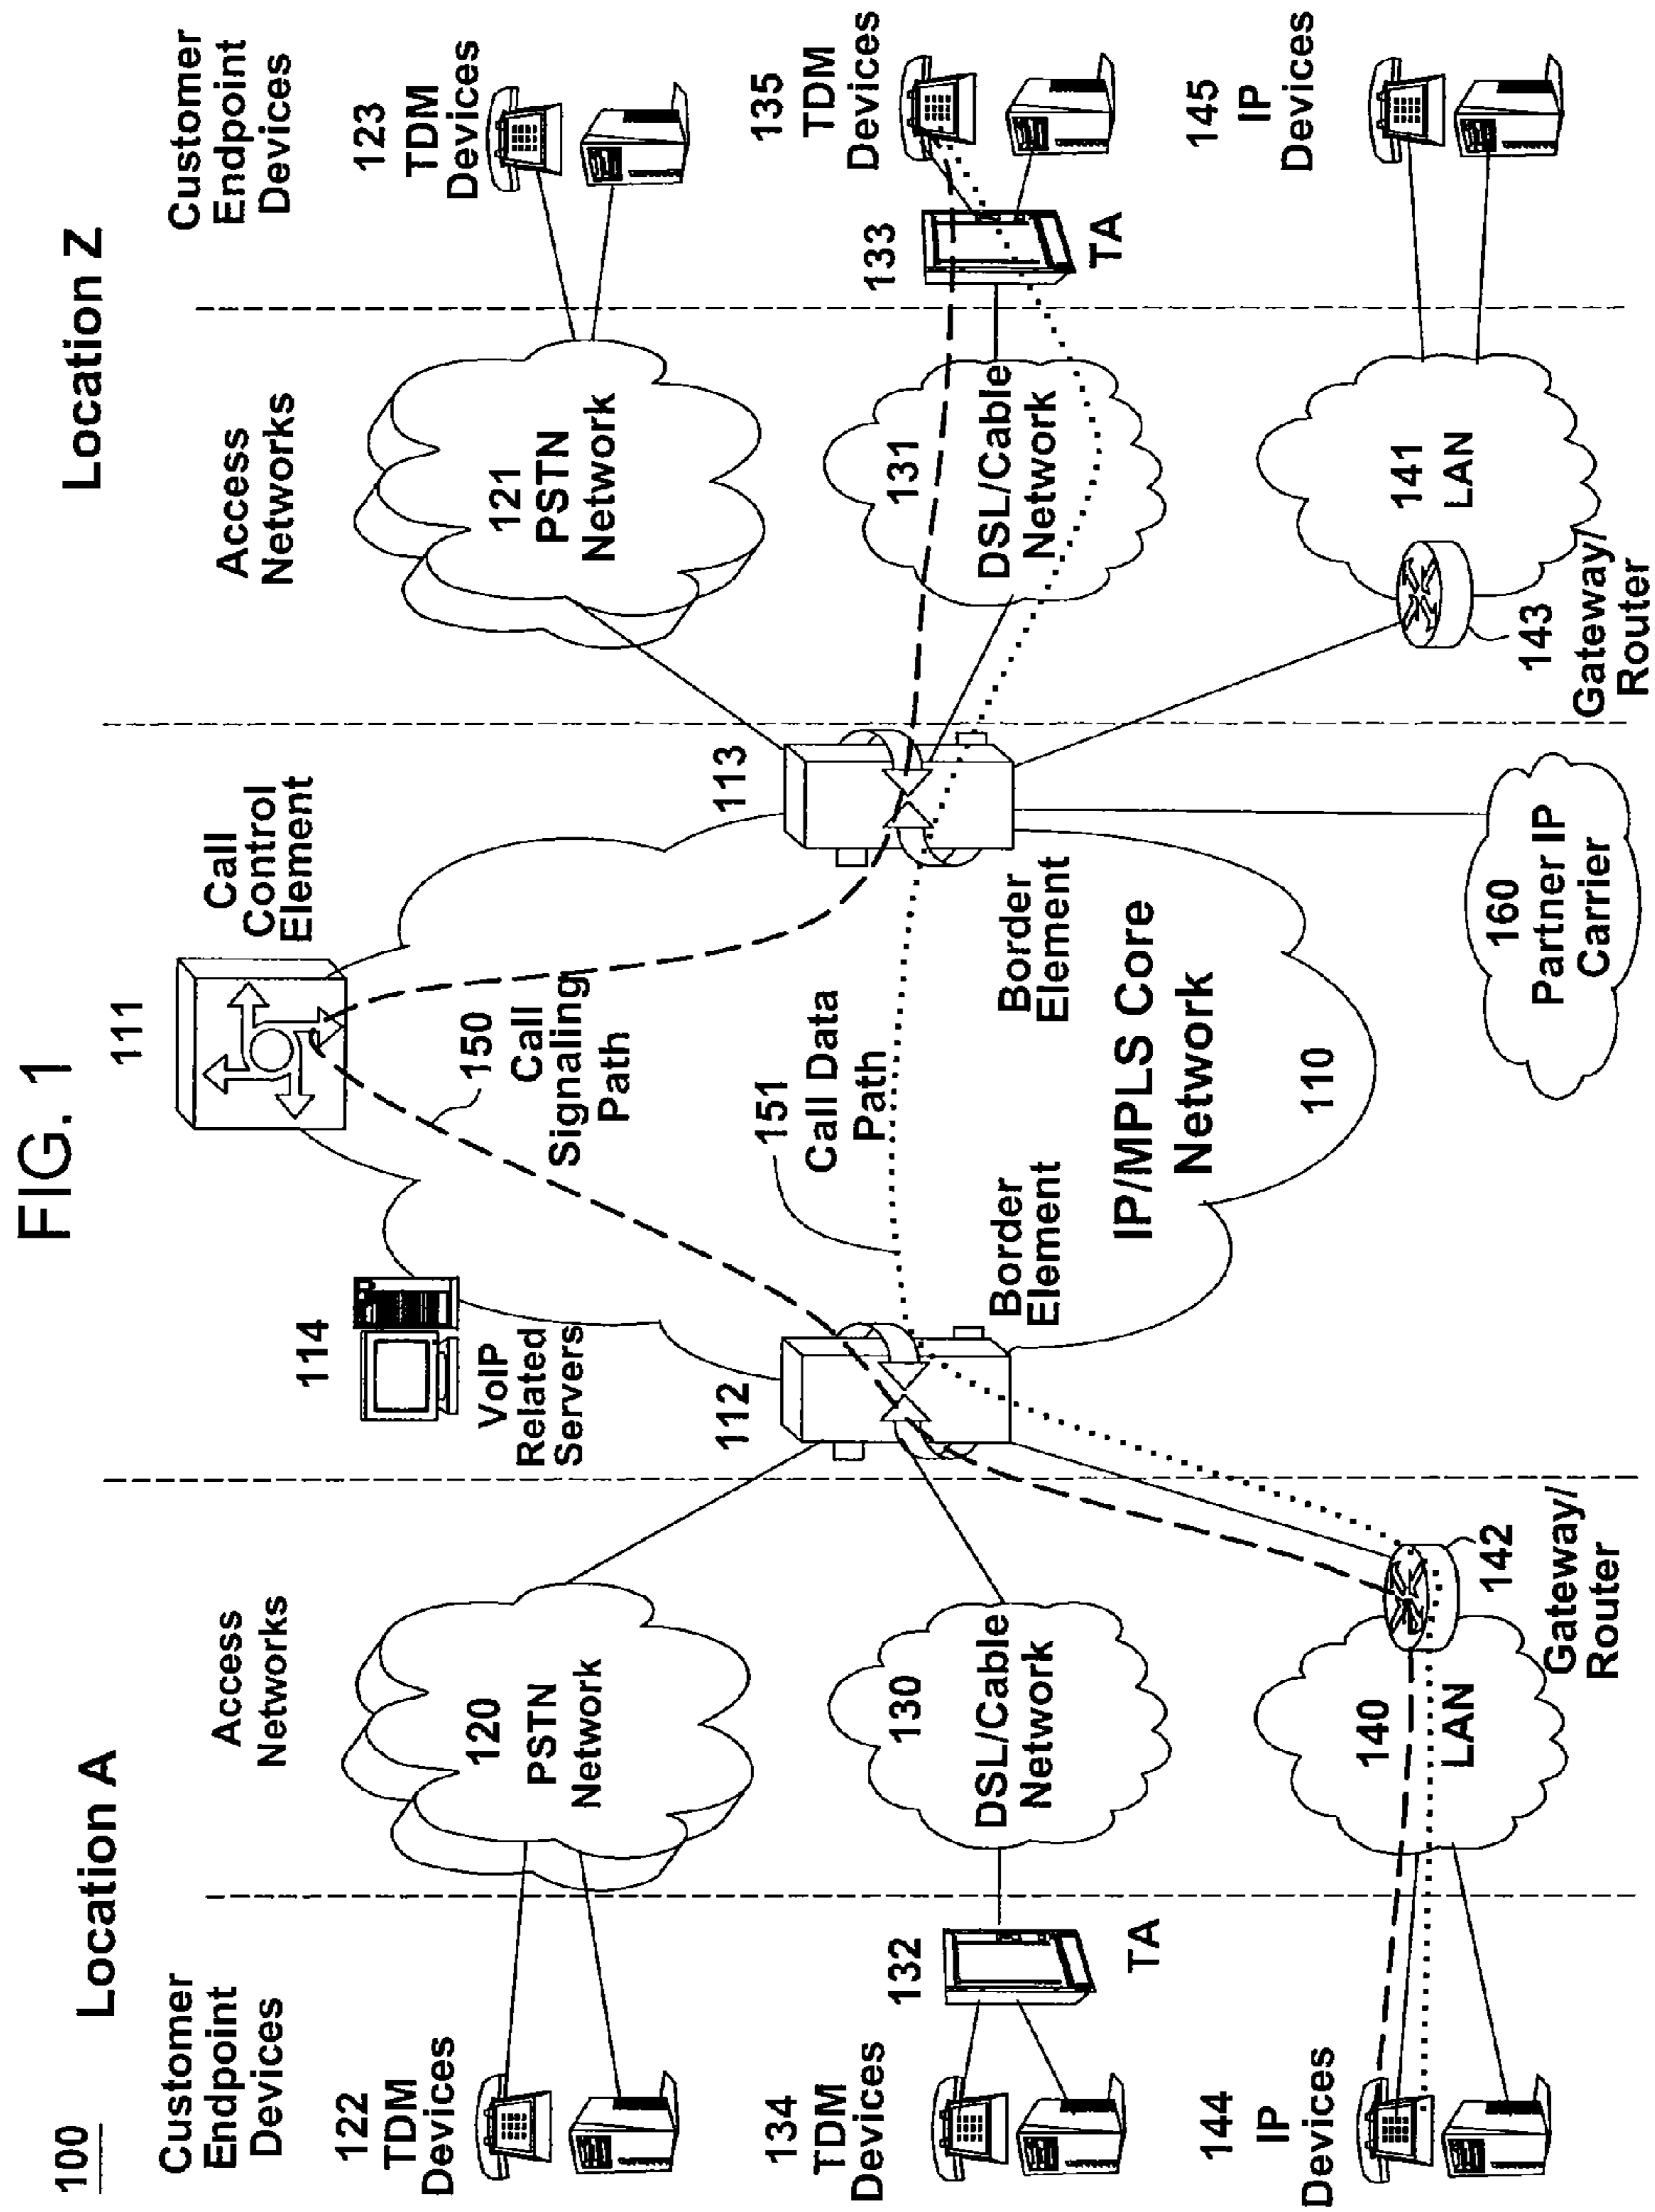 FIG. 1
100
Location A
Location Z
Customer
Endpoint
Devices
Access
Networks
114
VoIP
Related
Servers
111
Call
Control
Element
Access
Networks
Customer
Endpoint
Devices
122
TDM
Devices
120
PSTN
Network
150
Call
Signaling
Path
121
PSTN
Network
123
TDM
Devices
134
TDM
Devices
132
TA
130
DSL/Cable
Network
112
Border
Element
151
Call Data
Path
113
Border
Element
131
DSL/Cable
Network
133
TA
135
TDM
Devices
IP/MPLS Core
Network
110
144
IP
Devices
140
LAN
142
Gateway/
Router
160
Partner IP
Carrier
143
Gateway/
Router
141
LAN
145
IP
Devices